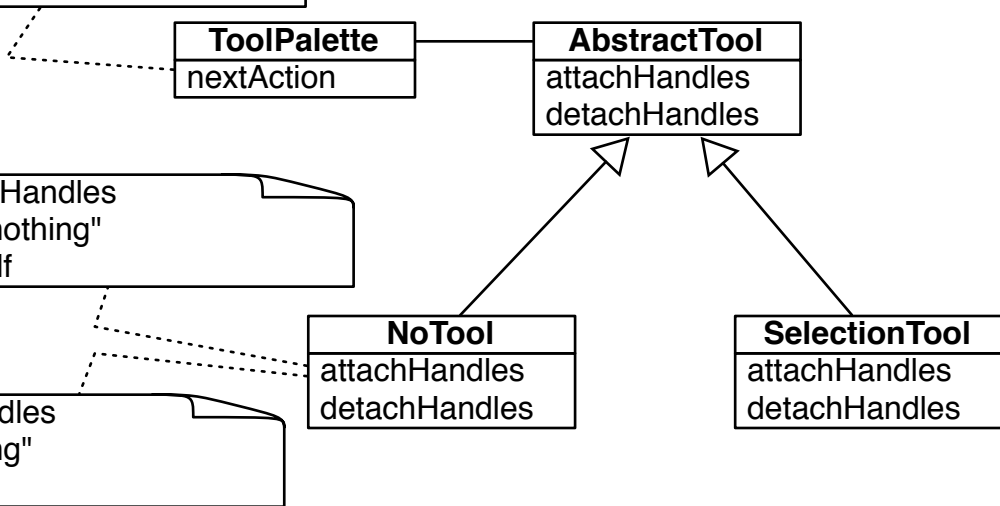 ToolPalette
nextAction
AbstractTool
attachHandles
detachHandles
Handles
nothing"
lf
NoTool
attachHandles
detachHandles
SelectionTool
attachHandles
detachHandles
dles
ng"